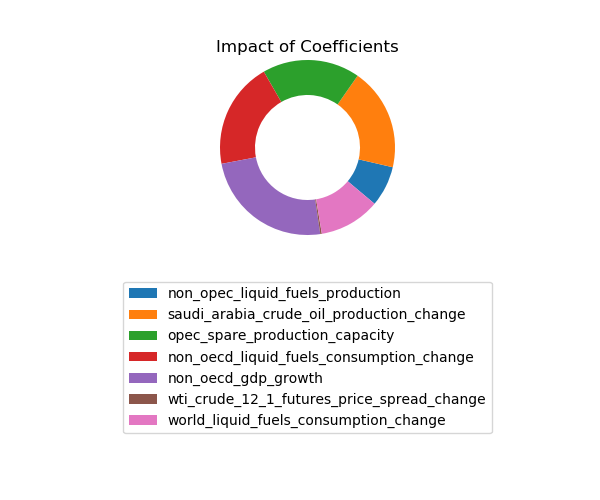 Impact of Coefficients
non_opec_liquid_fuels_production
saudi_arabia_crude_oil_production_change
opec_spare_production_capacity
non_oecd_liquid_fuels_consumption_change
non_oecd_gdp_growth
wti_crude_12_1_futures_price_spread_change
world_liquid_fuels_consumption_change